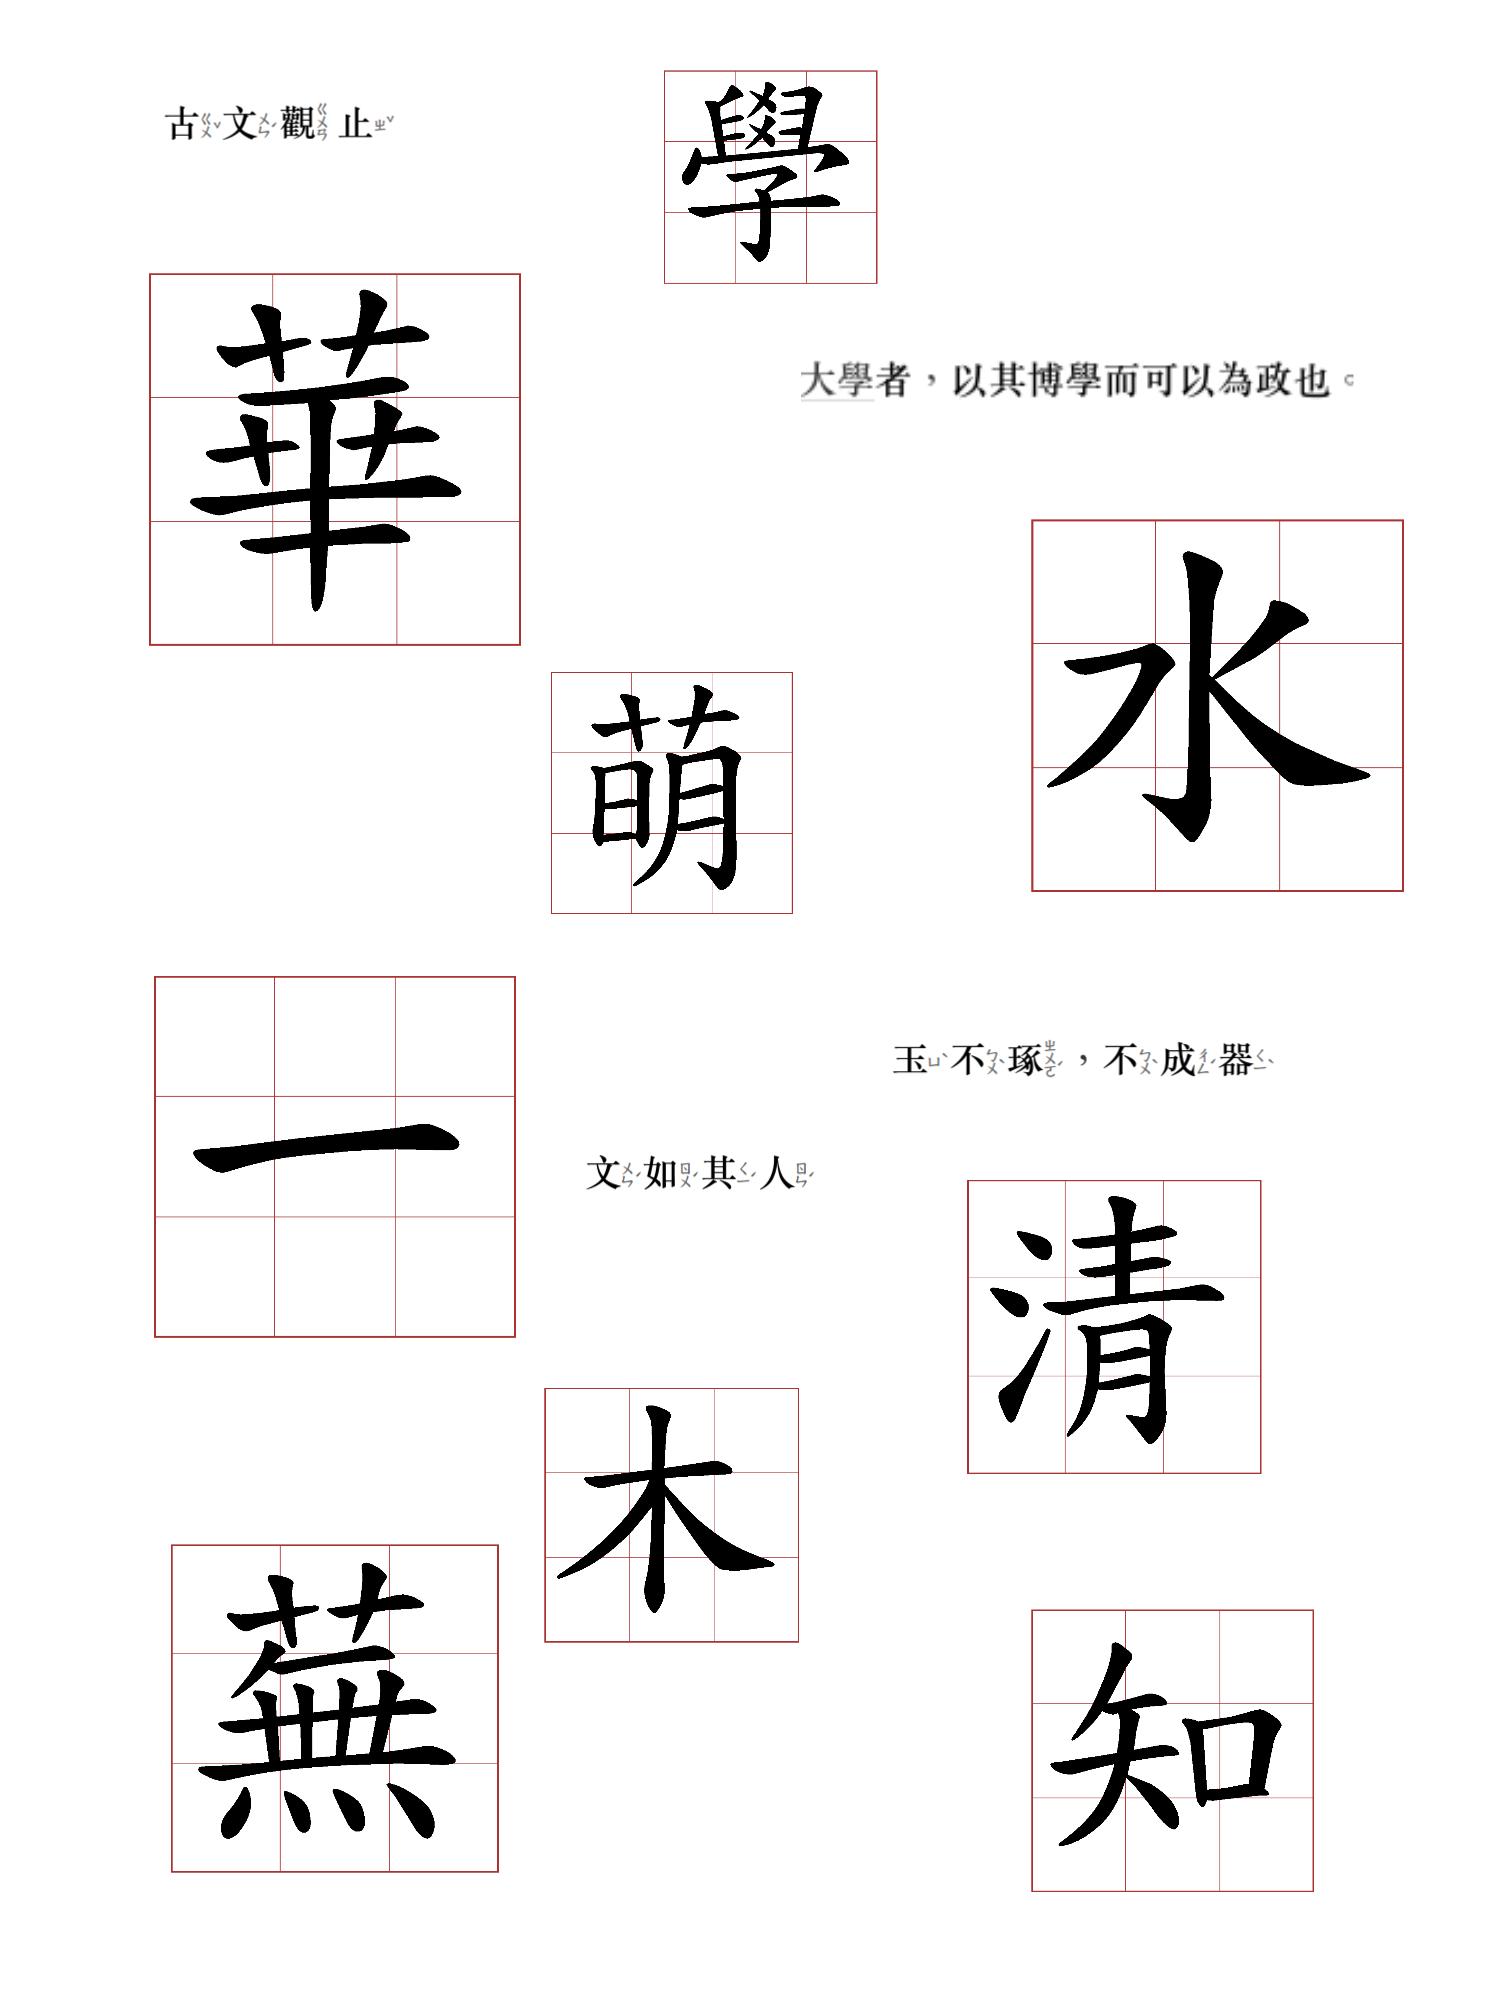 學
古ㄍㄨˇ文ㄨㄣˊ觀ㄍㄨㄢ止ㄓˇ
華
大學者，以其博學而可以為政也。
水
萌
一
玉ㄩˋ不ㄅㄨˋ琢ㄓㄨㄛˊ，不ㄅㄨˋ成ㄔㄥˊ器ㄑㄧˋ
文ㄨㄣˊ如ㄖㄨˊ其ㄑㄧˊ人ㄖㄣˊ
清
木
蕪
知